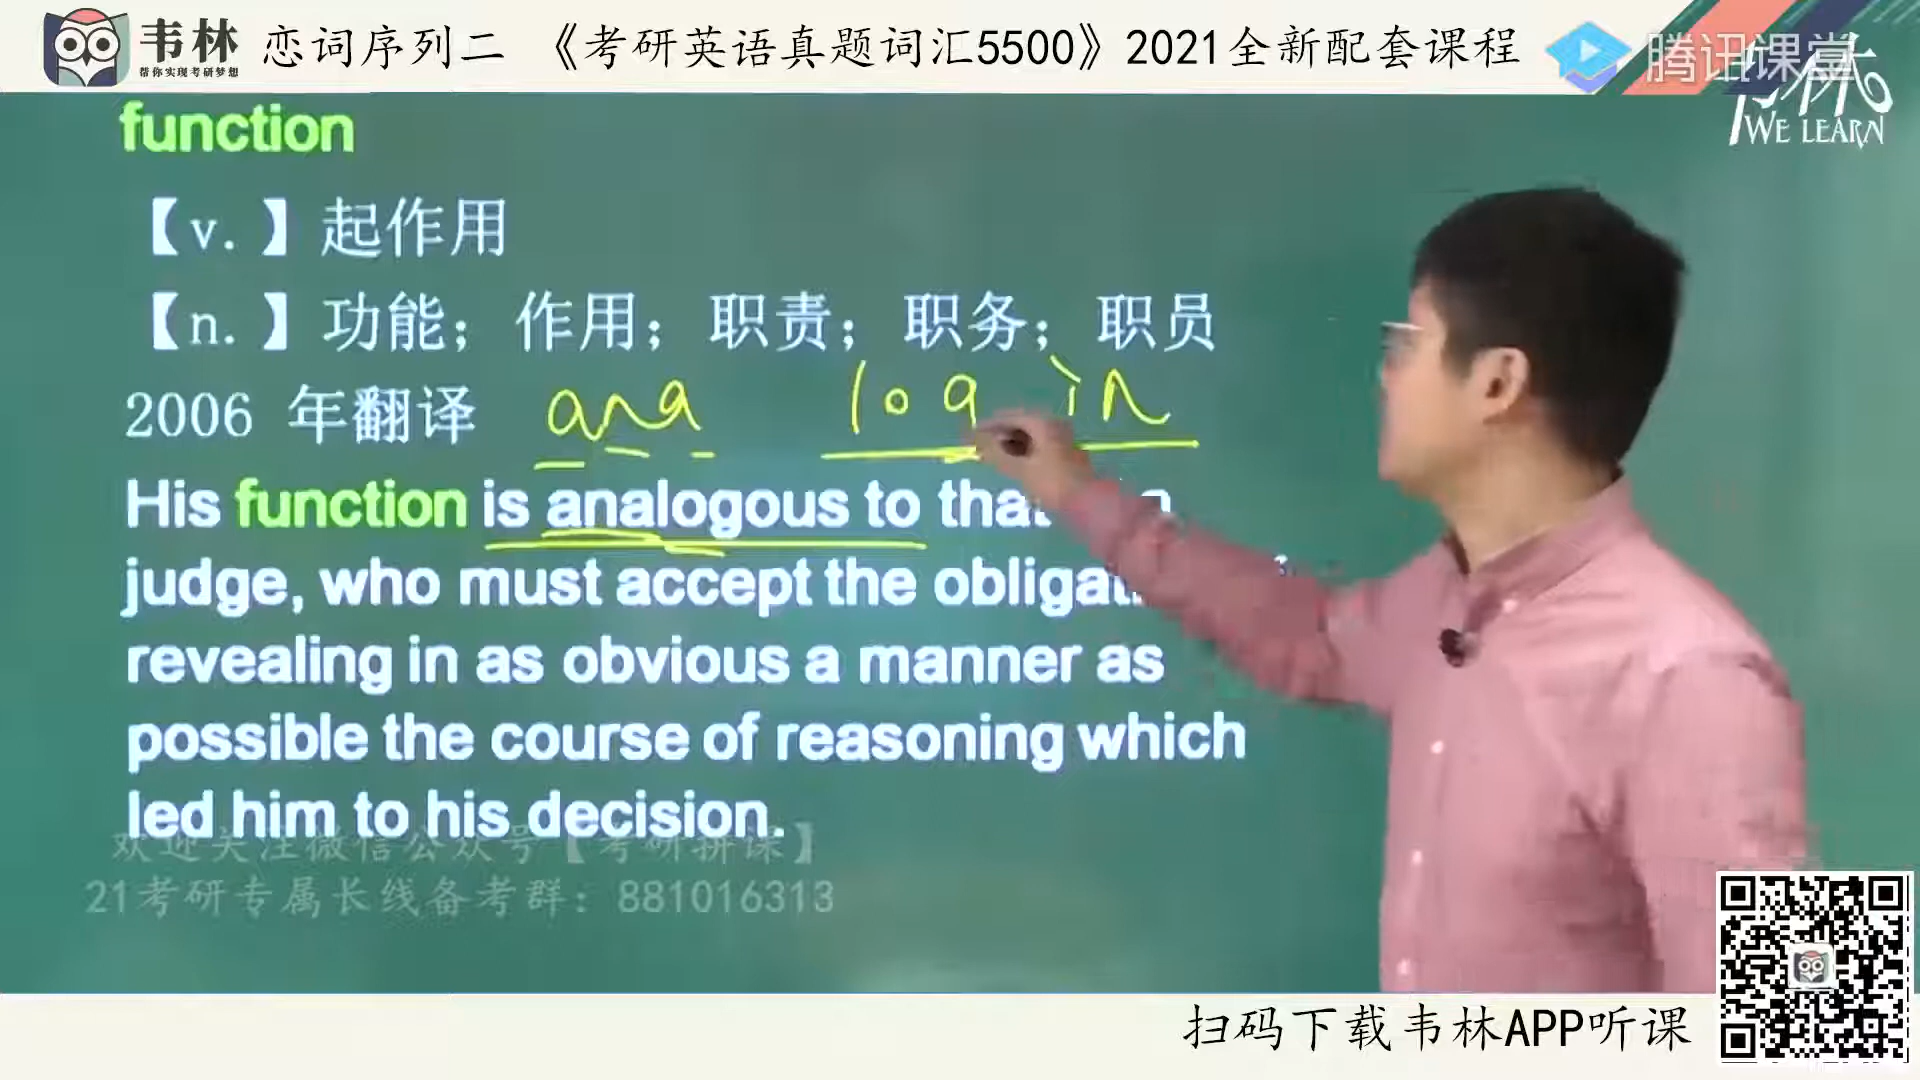 韦林
帮你实现考研梦想
恋词序列二 《考研英语真题词汇5500》2021全新配套课程
腾讯课堂
WE LEARN
function
【v.】起作用
【n.】功能；作用；职责；职务；职员
2006 年翻译
ana log in
His function is analogous to that
judge, who must accept the
revealing in as obvious a manner as
possible the course of reasoning which
led him to his decision.
欢迎关注微信公众号【考研拼课】
21考研专属长线备考群：881016313
扫码下载韦林APP听课